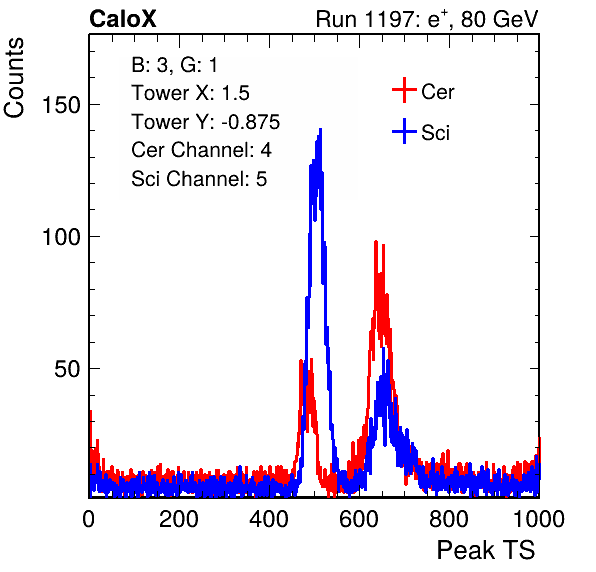 CaloX Run 1197: e+, 80 GeV
Counts
B: 3, G: 1
Tower X: 1.5
Tower Y: -0.875
Cer Channel: 4
Sci Channel: 5
Cer
Sci
150
100
50
0 200 400 600 800 1000
Peak TS